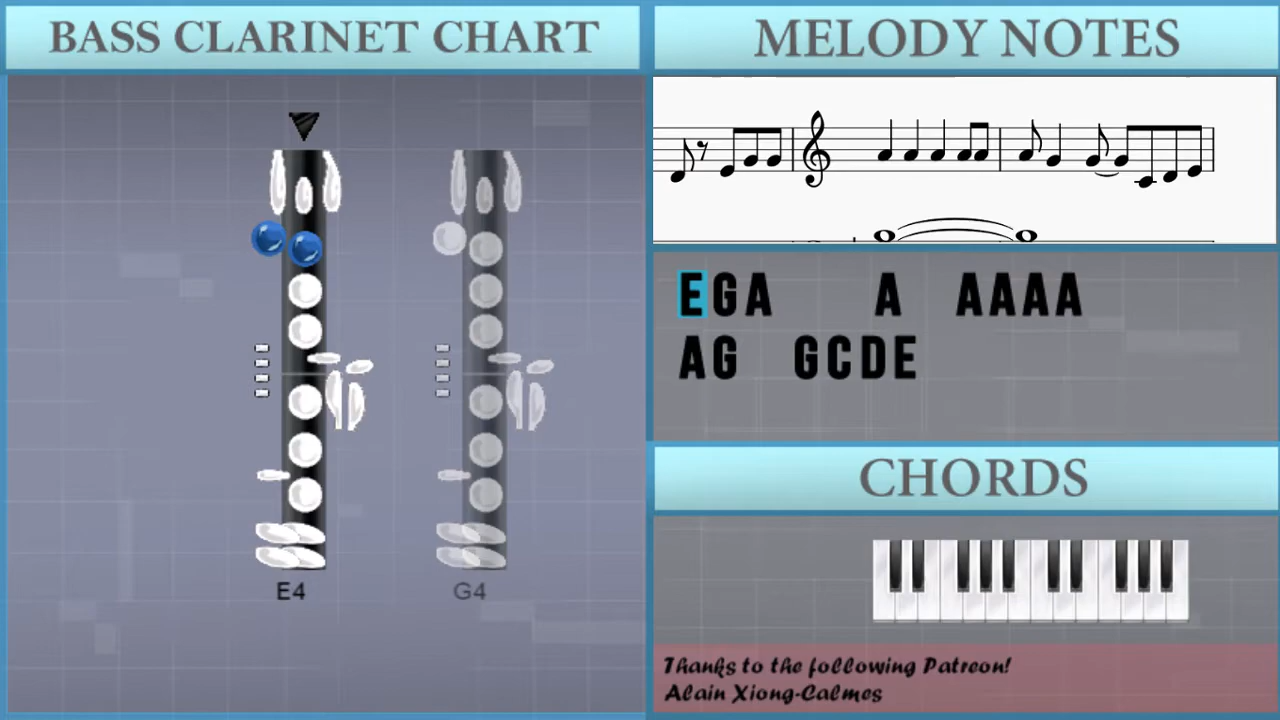 BASS CLARINET CHART
E4
G4
MELODY NOTES
EGA A AAAA
AG GCDE
CHORDS
Thanks to the following Patreon!
Alain Xiong-Calmes